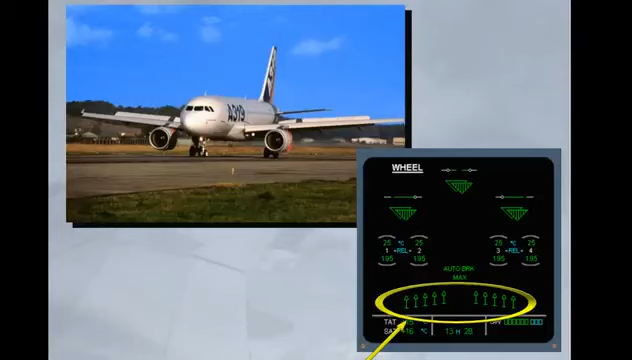 A319
WHEEL
25 °C 25
1 REL 2
195 195
25 °C 25
3 REL 4
195 195
AUTO BRK
MAX
TAT
SAT -16 °C
13 H 28